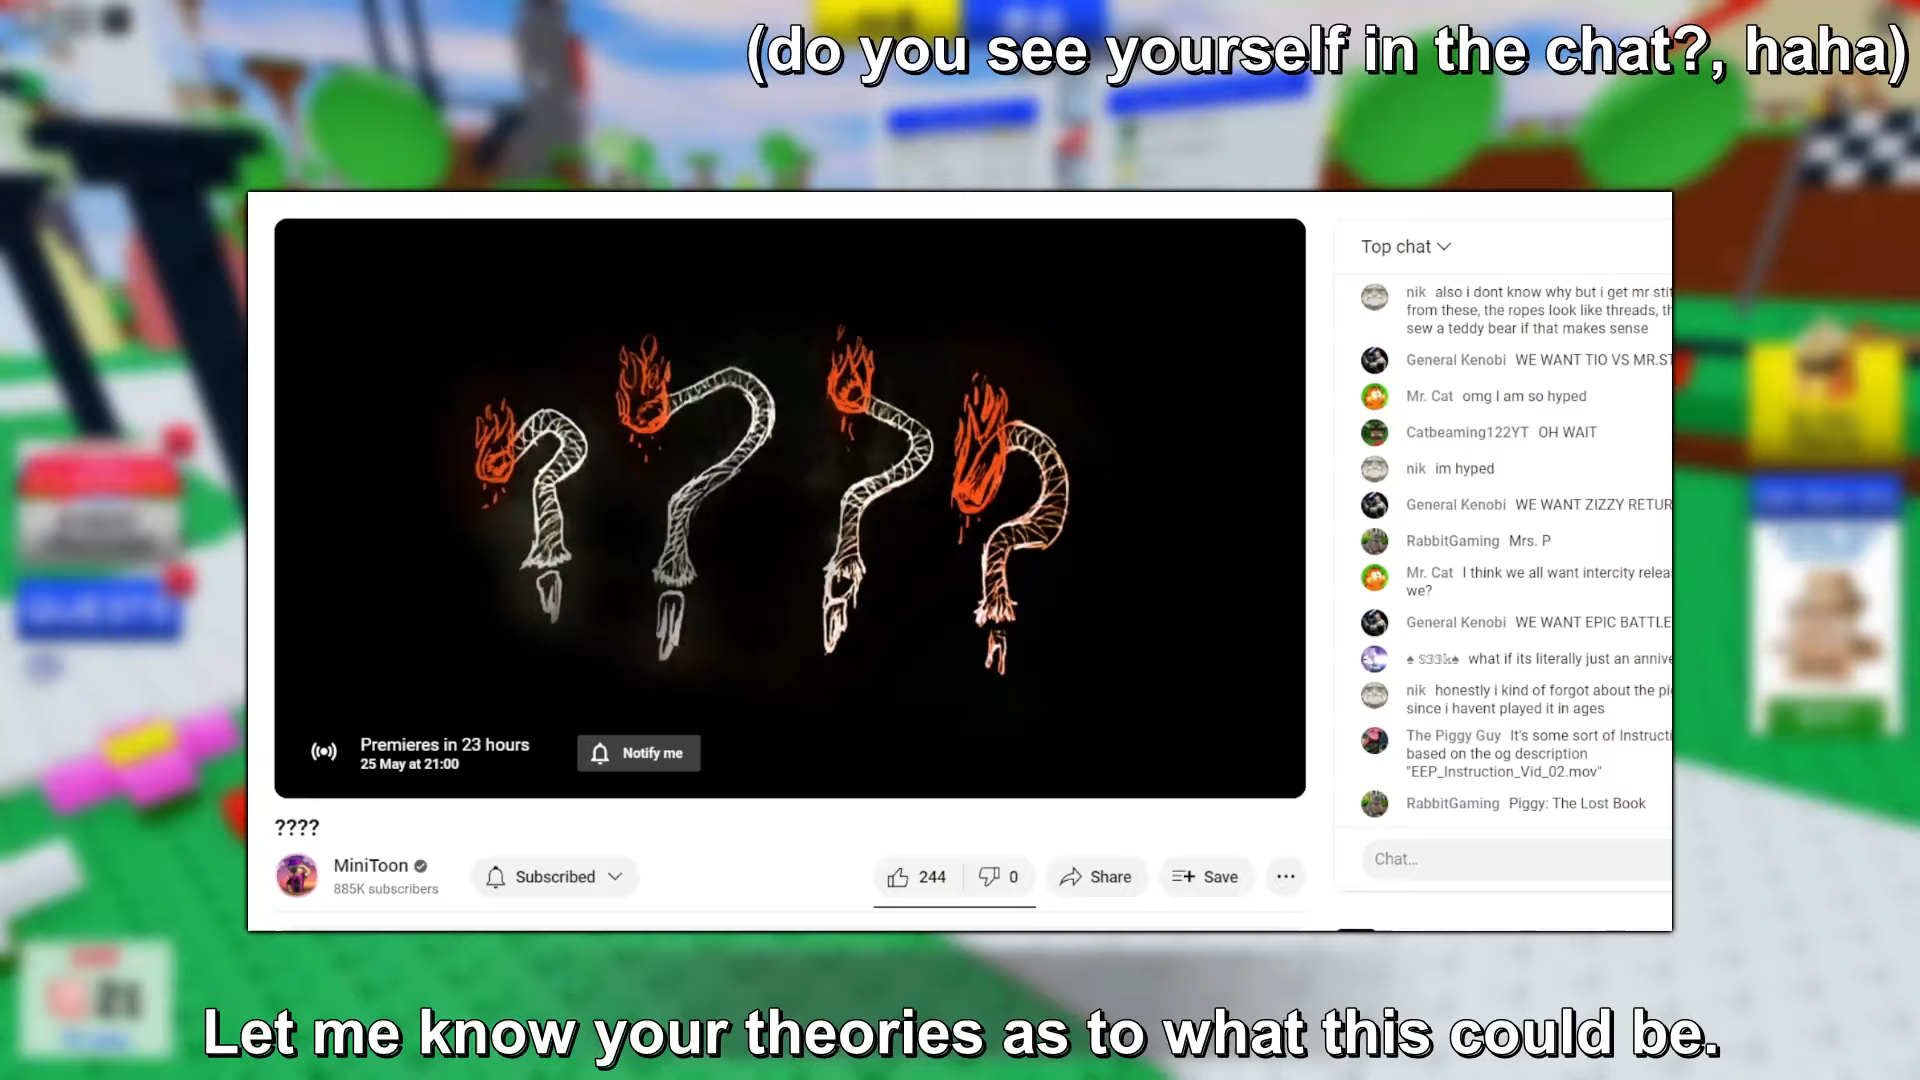 (do you see yourself in the chat?, haha)
Top chat
nik also i dont know why but i get mr sti
from these, the ropes look like threads, th
sew a teddy bear if that makes sense
General Kenobi WE WANT TIO VS MR.ST
Mr. Cat omg I am so hyped
Catbeaming122YT OH WAIT
nik im hyped
General Kenobi WE WANT ZIZZY RETUR
RabbitGaming Mrs. P
Mr. Cat I think we all want intercity relea
we?
General Kenobi WE WANT EPIC BATTLE
♠ S33k♠ what if its literally just an annive
nik honestly i kind of forgot about the pi
since i havent played it in ages
The Piggy Guy It's some sort of Instructi
based on the og description
"EEP_Instruction_Vid_02.mov"
RabbitGaming Piggy: The Lost Book
Chat...
Premieres in 23 hours
25 May at 21:00
Notify me
????
MiniToon
885K subscribers
Subscribed
244
0
Share
Save
QUESTS
21
Let me know your theories as to what this could be.